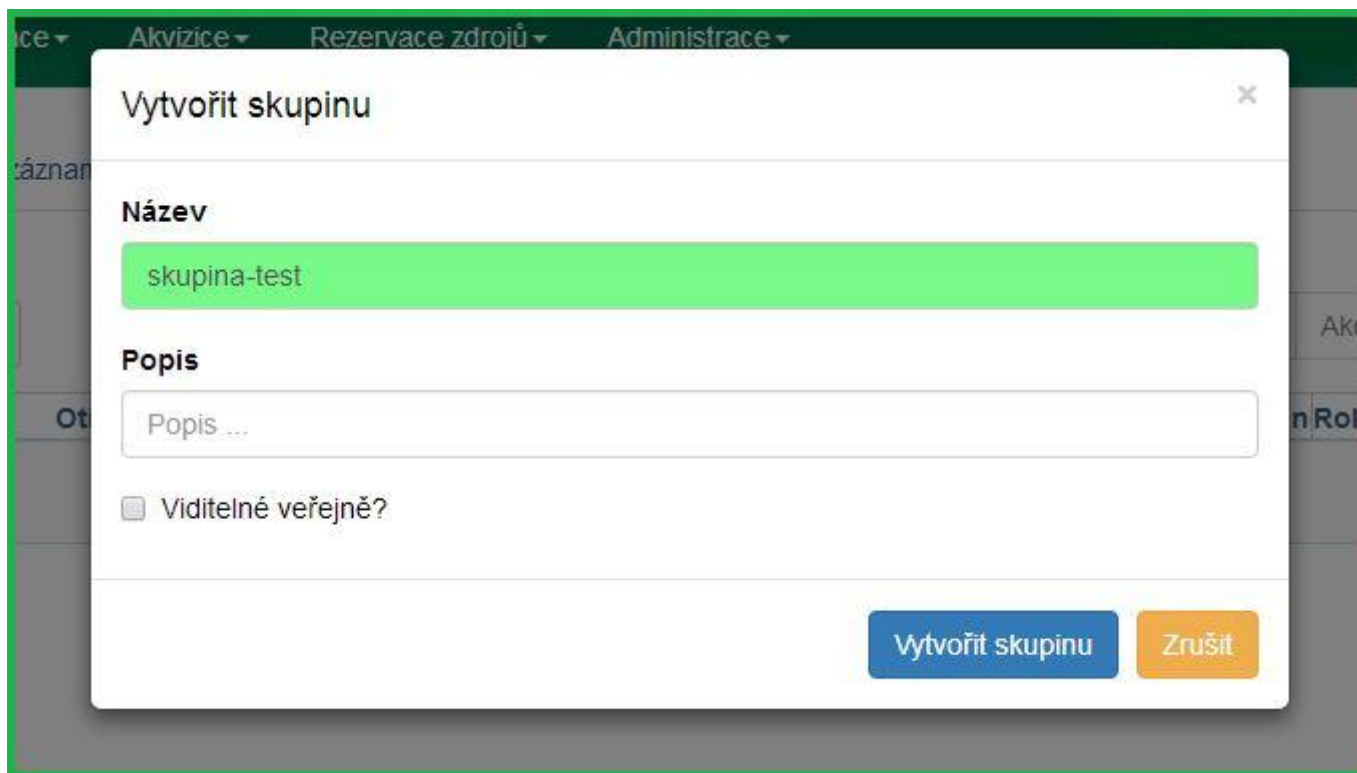 Akvizice Rezervace zdrojů Administrace
Vytvořit skupinu ×
Název
skupina-test
Popis
Popis ...
Viditelné veřejně?
Vytvořit skupinu Zrušit